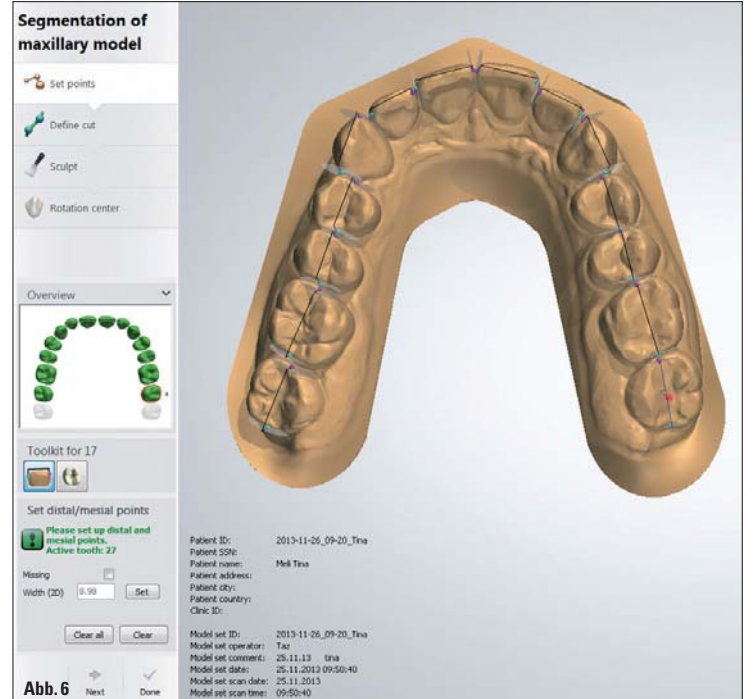 Segmentation of
maxillary model
Set points
Define cut
Sculpt
Rotation center
Overview
Toolkit for 17
Set distal/mesial points
Please set up distal and
mesial points.
Active tooth: 27
Missing
Width (2D) 8.98 Set
Clear all Clear
Next Done
Abb. 6
Patient ID: 2013-11-26_09-20_Tina
Patient SSN:
Patient name: Meli Tina
Patient address:
Patient city:
Patient country:
Clinic ID:
Model set ID: 2013-11-26_09-20_Tina
Model set operator: Taz
Model set comment: 25.11.13 tina
Model set date: 25.11.2013 09:50:40
Model set scan date: 25.11.2013
Model set scan time: 09:50:40